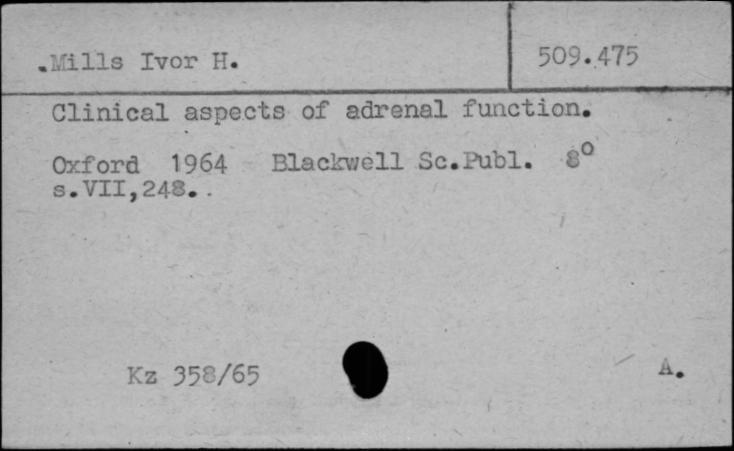 Mills Ivor H.
509.475
Clinical aspects of adrenal function.
Oxford 1964 Blackwell Sc.Publ. 8°
s.VII,248.
Kz 358/65
A.